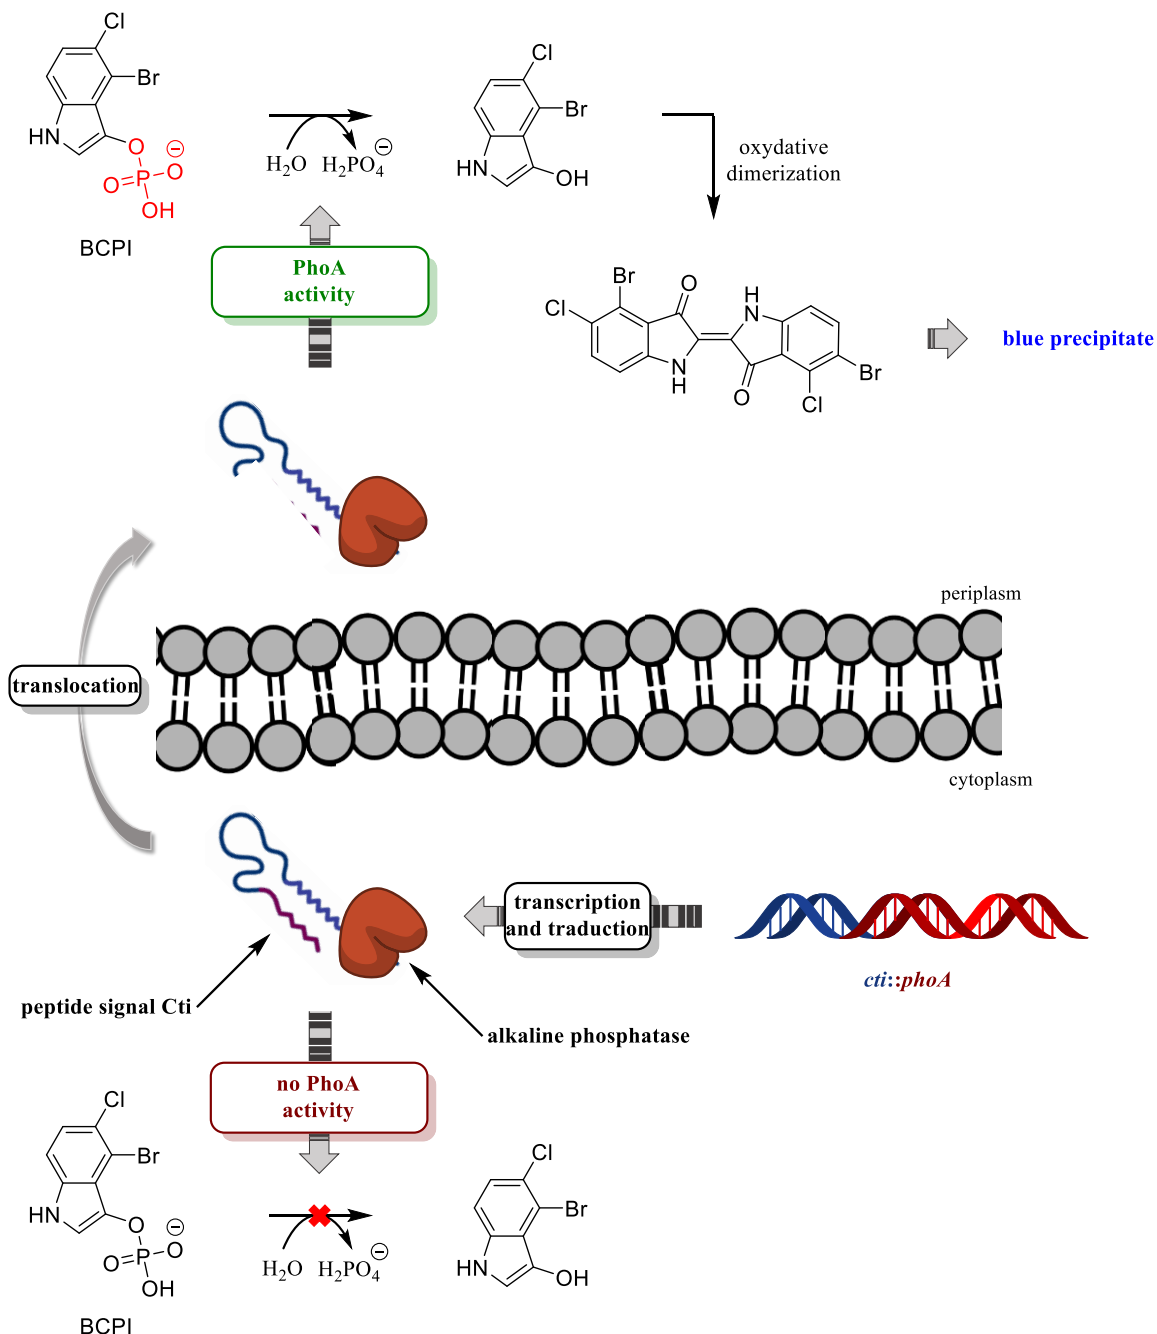 Cl
Br
HN
O
P
O
⊖
O
OH
BCPI
H2O H2PO4 ⊖
Cl
Br
HN
OH
oxydative
dimerization
PhoA
activity
Br
O
H
N
Cl
N
H
O
Br
Cl
blue precipitate
periplasm
translocation
cytoplasm
transcription
and traduction
cti::phoA
peptide signal Cti
alkaline phosphatase
no PhoA
activity
Cl
Br
HN
O
P
O
⊖
O
OH
BCPI
H2O H2PO4 ⊖
Cl
Br
HN
OH